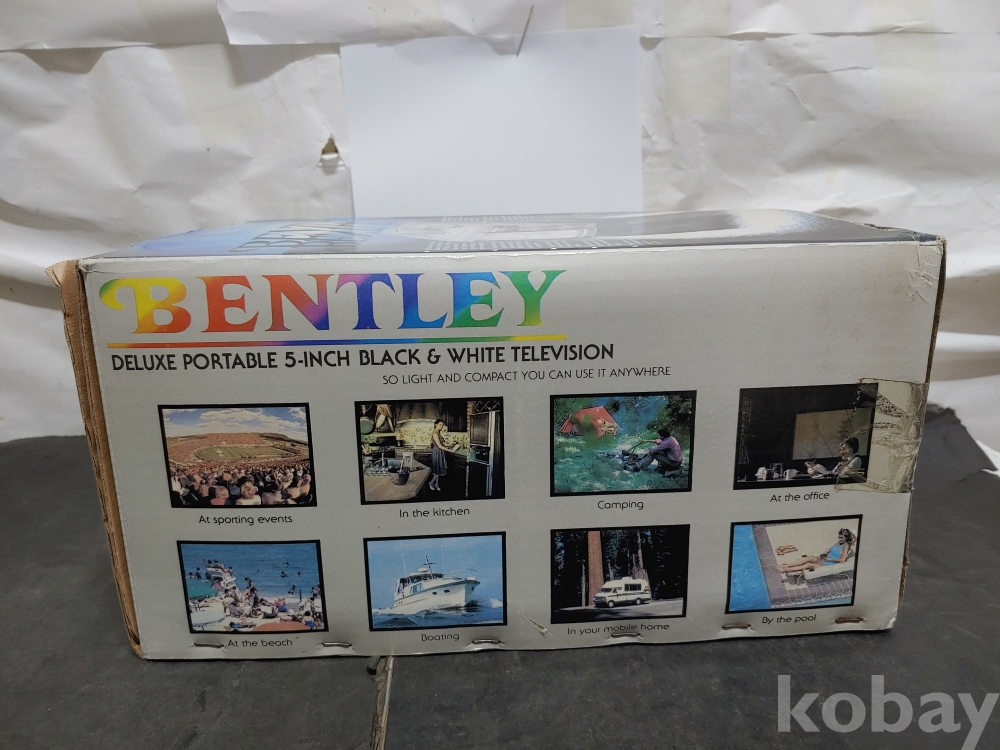 BENTLEY
DELUXE PORTABLE 5-INCH BLACK & WHITE TELEVISION
SO LIGHT AND COMPACT YOU CAN USE IT ANYWHERE
At sporting events
In the kitchen
Camping
At the office
At the beach
Boating
In your mobile home
By the pool
kobay